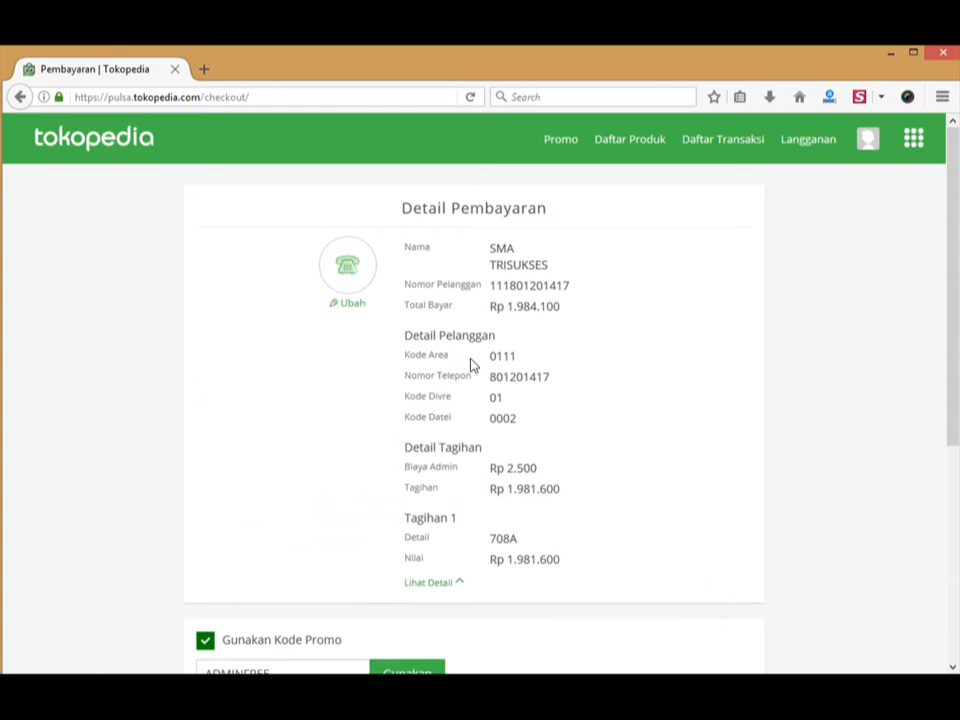 Pembayaran | Tokopedia
https://pulsa.tokopedia.com/checkout/
Search
tokopedia
Promo Daftar Produk Daftar Transaksi Langganan
Detail Pembayaran
Nama SMA
TRISUKSES
Nomor Pelanggan 111801201417
Total Bayar Rp 1.984.100
Ubah
Detail Pelanggan
Kode Area 0111
Nomor Telepon 801201417
Kode Divre 01
Kode Datel 0002
Detail Tagihan
Biaya Admin Rp 2.500
Tagihan Rp 1.981.600
Tagihan 1
Detail 708A
Nilai Rp 1.981.600
Lihat Detail
Gunakan Kode Promo
ADMINFREE Gunakan